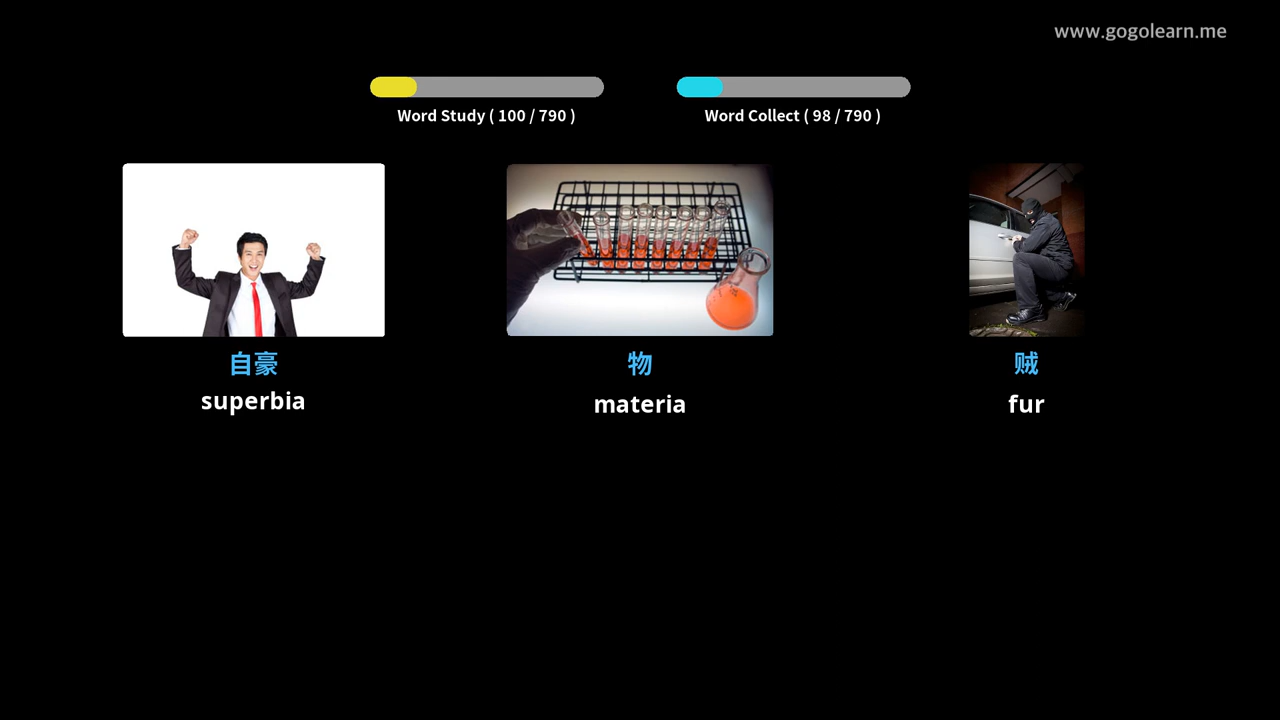 www.gogolearn.me
Word Study ( 100 / 790 )
Word Collect ( 98 / 790 )
自豪
superbia
物
materia
贼
fur